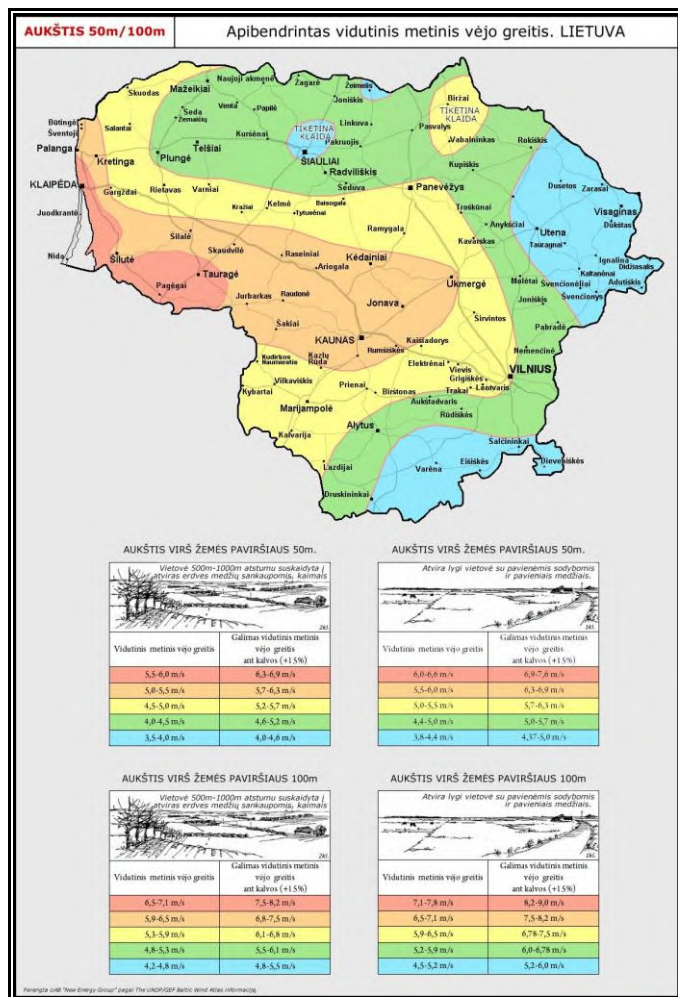 AUKŠTIS 50m/100m
Apibendrintas vidutinis metinis vėjo greitis. LIETUVA
Naujoji akmenė
Žagarė
Žeimelis
Mažeikiai
Joniškis
Skuodas
Biržai
Seda
Venta
Papilė
TIKĖTINA
KLAIDA
Žemaičių
Linkuva
TIKĖTINA
KLAIDA
Būtingė
Šventoji
Salantai
Kuršėnai
Pasvalys
Pakruojis
Vabalninkas
Rokiškis
Palanga
Kretinga
Plungė
Telšiai
ŠIAULIAI
Radviliškis
Kupiškis
KLAIPĖDA
Gargždai
Rietavas
Varniai
Šeduva
Panevėžys
Dusetos
Zarasai
Kelmė
Baisogala
Visaginas
Juodkrantė
Kražiai
Tytuvėnai
Troškūnai
Anykščiai
Dūkštas
Utena
Ramygala
Tauragnai
Šilalė
Kavarskas
Skaudvilė
Raseiniai
Kėdainiai
Ignalina
Nida
Šilutė
Ariogala
Didžiasalis
Kaltanėnai
Tauragė
Ukmergė
Molėtai
Švenčionėliai
Adutiškis
Pagėgiai
Jurbarkas
Raudonė
Jonava
Joniškis
Švenčionys
Širvintos
Šakiai
Pabradė
KAUNAS
Rumšiškės
Kaišiadorys
Nemenčinė
Kudirkos
Naumiestis
Kazlų
Rūda
Elektrėnai
Vievis
Grigiškės
VILNIUS
Kybartai
Vilkaviškis
Prienai
Birštonas
Trakai
Lentvaris
Marijampolė
Aukštadvaris
Rūdiškės
Kalvarija
Alytus
Šalčininkai
Lazdijai
Varėna
Eišiškės
Dieveniškės
Druskininkai
AUKŠTIS VIRŠ ŽEMĖS PAVIRŠIAUS 50m.
Vietovė 500m-1000m atstumu suskaidyta į
atviras erdves medžių sankaupomis, kaimais
Vidutinis metinis vėjo greitis
Galimas vidutinis metinis
vėjo greitis
ant kalvos (+15%)
5,5-6,0 m/s 6,3-6,9 m/s
5,0-5,5 m/s 5,7-6,3 m/s
4,5-5,0 m/s 5,2-5,7 m/s
4,0-4,5 m/s 4,6-5,2 m/s
3,5-4,0 m/s 4,0-4,6 m/s
AUKŠTIS VIRŠ ŽEMĖS PAVIRŠIAUS 50m.
Atvira lygi vietovė su pavienėmis sodybomis
ir pavieniais medžiais.
Vidutinis metinis vėjo greitis
Galimas vidutinis metinis
vėjo greitis
ant kalvos (+15%)
6,0-6,6 m/s 6,9-7,6 m/s
5,5-6,0 m/s 6,3-6,9 m/s
5,0-5,5 m/s 5,7-6,3 m/s
4,4-5,0 m/s 5,0-5,7 m/s
3,8-4,4 m/s 4,37-5,0 m/s
AUKŠTIS VIRŠ ŽEMĖS PAVIRŠIAUS 100m
Vietovė 500m-1000m atstumu suskaidyta į
atviras erdves medžių sankaupomis, kaimais
Vidutinis metinis vėjo greitis
Galimas vidutinis metinis
vėjo greitis
ant kalvos (+15%)
6,5-7,1 m/s 7,5-8,2 m/s
5,9-6,5 m/s 6,8-7,5 m/s
5,3-5,9 m/s 6,1-6,8 m/s
4,8-5,3 m/s 5,5-6,1 m/s
4,2-4,8 m/s 4,8-5,5 m/s
AUKŠTIS VIRŠ ŽEMĖS PAVIRŠIAUS 100m
Atvira lygi vietovė su pavienėmis sodybomis
ir pavieniais medžiais.
Vidutinis metinis vėjo greitis
Galimas vidutinis metinis
vėjo greitis
ant kalvos (+15%)
7,1-7,8 m/s 8,2-9,0 m/s
6,5-7,1 m/s 7,5-8,2 m/s
5,9-6,5 m/s 6,78-7,5 m/s
5,2-5,9 m/s 6,0-6,78 m/s
4,5-5,2 m/s 5,2-6,0 m/s
Parengta UAB "New Energy Group" pagal The UNDP/GEF Baltic Wind Atlas informaciją.